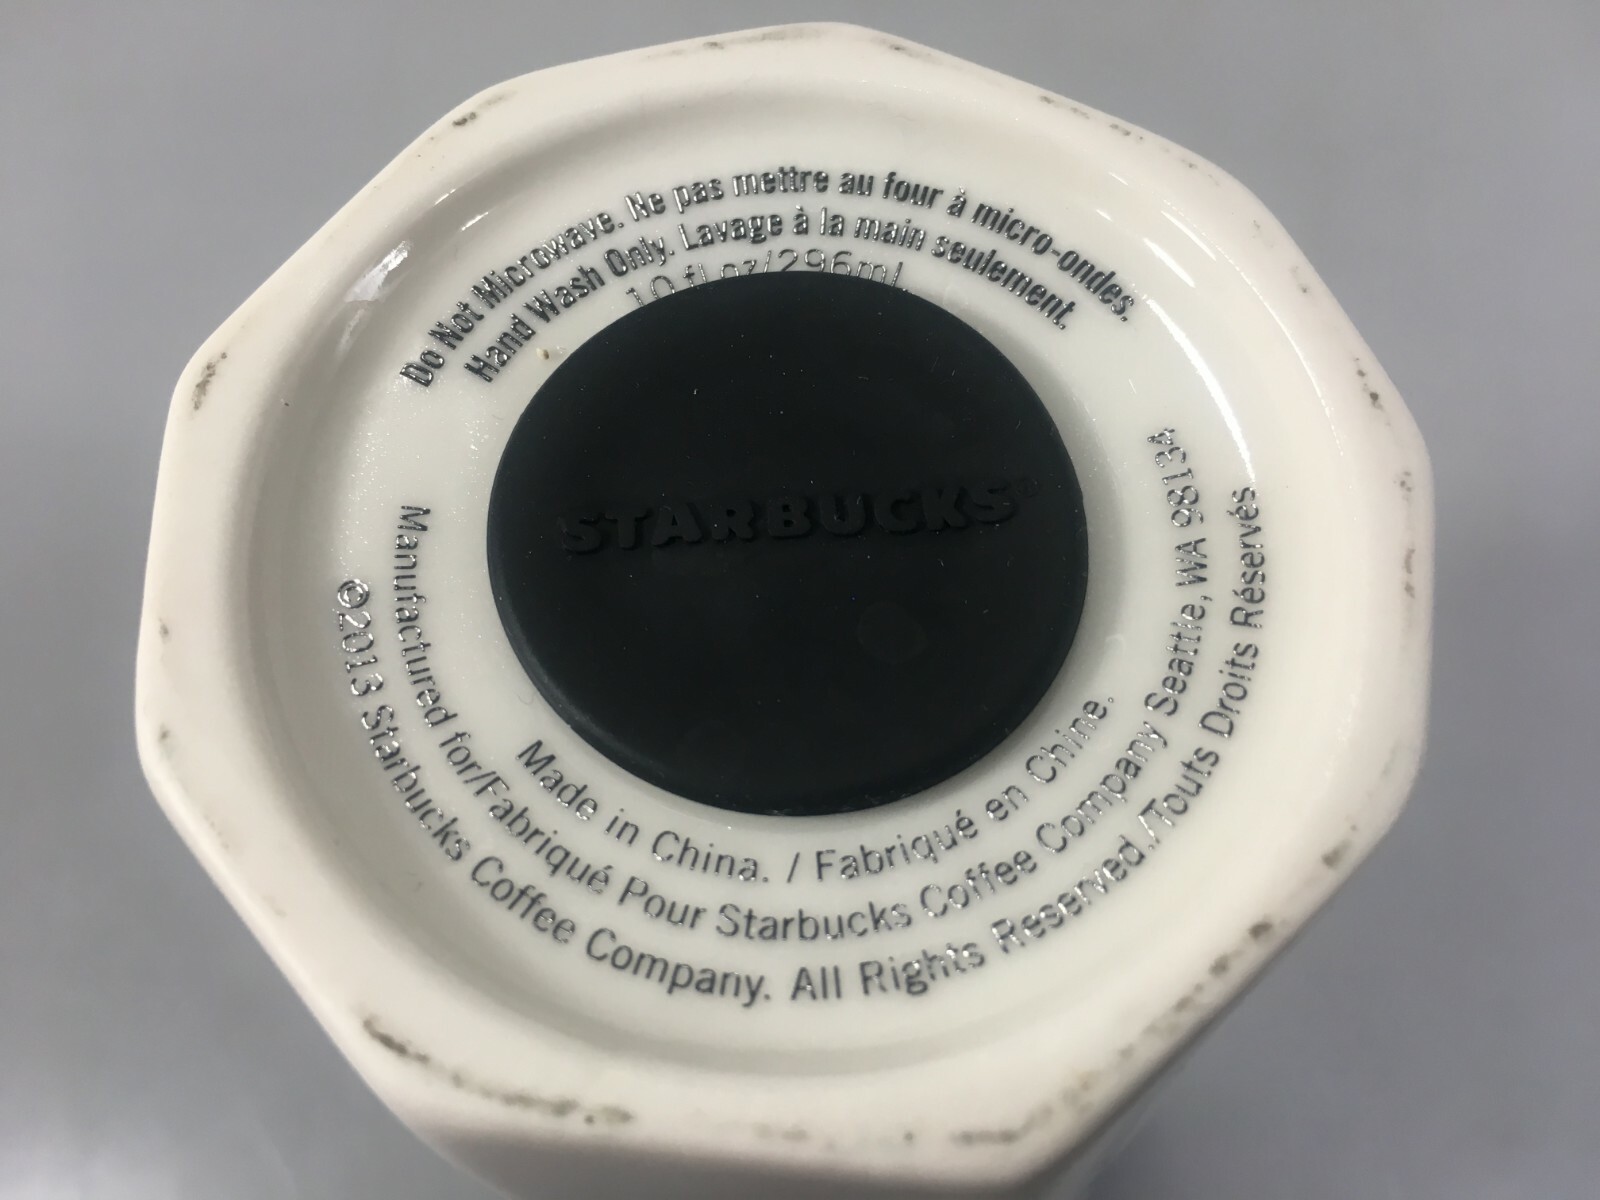 Do Not Microwave. Ne pas mettre au four à micro-ondes.
Hand Wash Only. Lavage à la main seulement.
10 fl oz/296mL
STARBUCKS
Made in China. / Fabriqué en Chine.
Manufactured for/Fabriqué Pour Starbucks Coffee Company Seattle, WA 98134
©2013 Starbucks Coffee Company. All Rights Reserved./Touts Droits Réservés